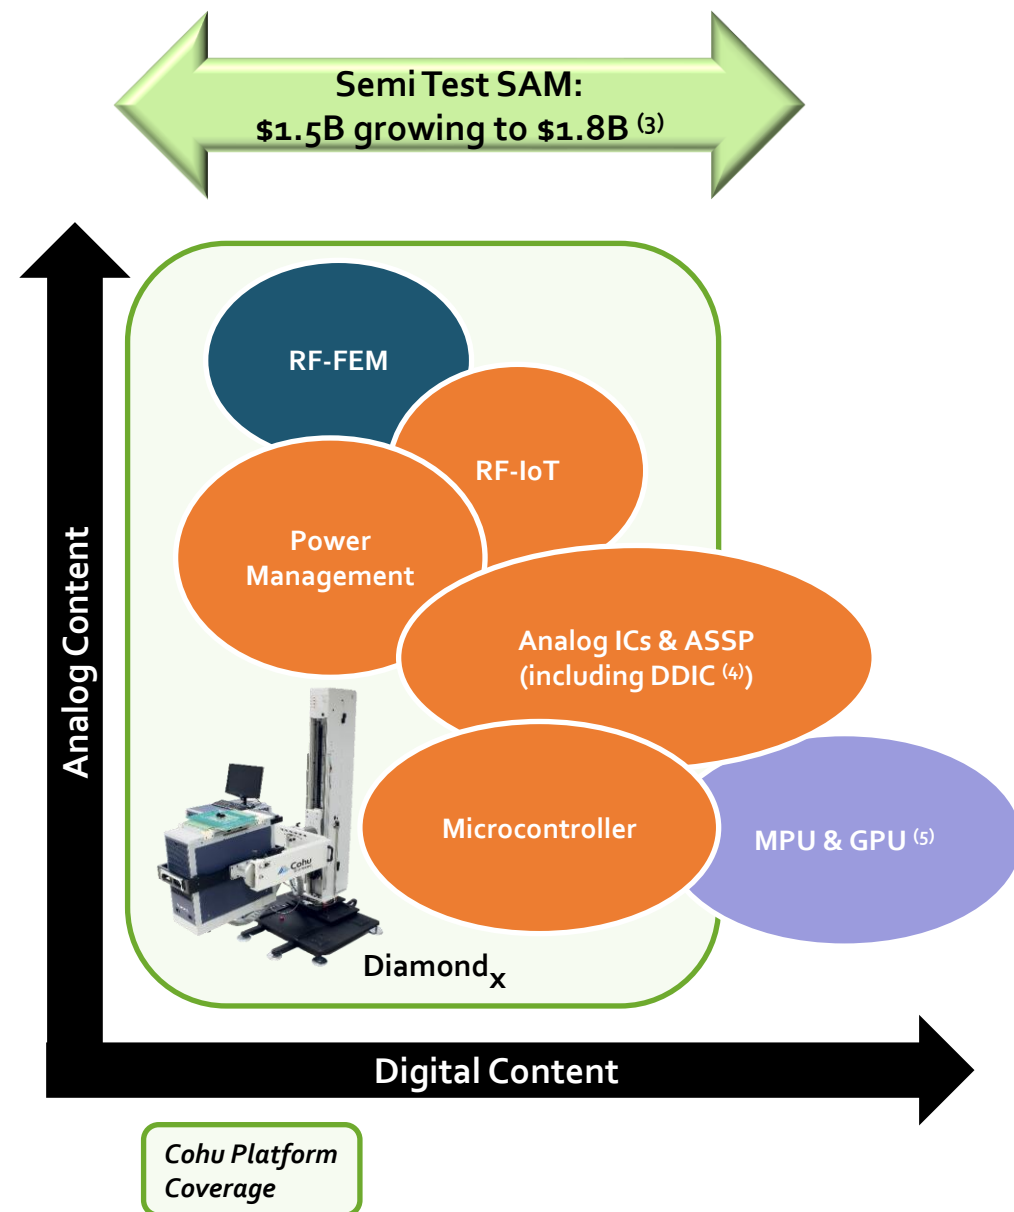 Semi Test SAM:
$1.5B growing to $1.8B (3)
RF-FEM
RF-IoT
Power
Management
Analog ICs & ASSP
(including DDIC (4))
Microcontroller
MPU & GPU (5)
Cohu
Diamondx
Analog Content
Digital Content
Cohu Platform
Coverage